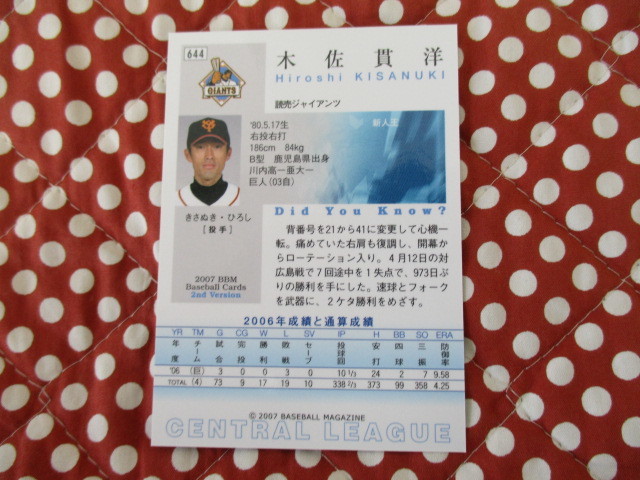 644
木佐貫洋
Hiroshi KISANUKI
GIANTS
読売ジャイアンツ
'80.5.17生
右投右打
186cm 84kg
B型 鹿児島県出身
川内高ー亜大ー
巨人(03自)
新人王
きさぬき・ひろし
[投手]
2007 BBM
Baseball Cards
2nd Version
Did You Know?
背番号を21から41に変更して心機一
転。痛めていた右肩も復調し、開幕か
らローテーション入り。4月12日の対
広島戦で7回途中を1失点で、973日ぶ
りの勝利を手にした。速球とフォーク
を武器に、2ケタ勝利をめざす。
2006年成績と通算成績
YR TM G CG W L SV IP H BB SO ERA
年度 チーム 試合 完投 勝利 敗戦 セーブ 投球回 安打 四球 三振 防御率
'06 (巨) 3 0 0 3 0 10 1/3 24 2 7 9.58
TOTAL (4) 73 9 17 19 10 338 2/3 373 99 358 4.25
© 2007 BASEBALL MAGAZINE
CENTRAL LEAGUE